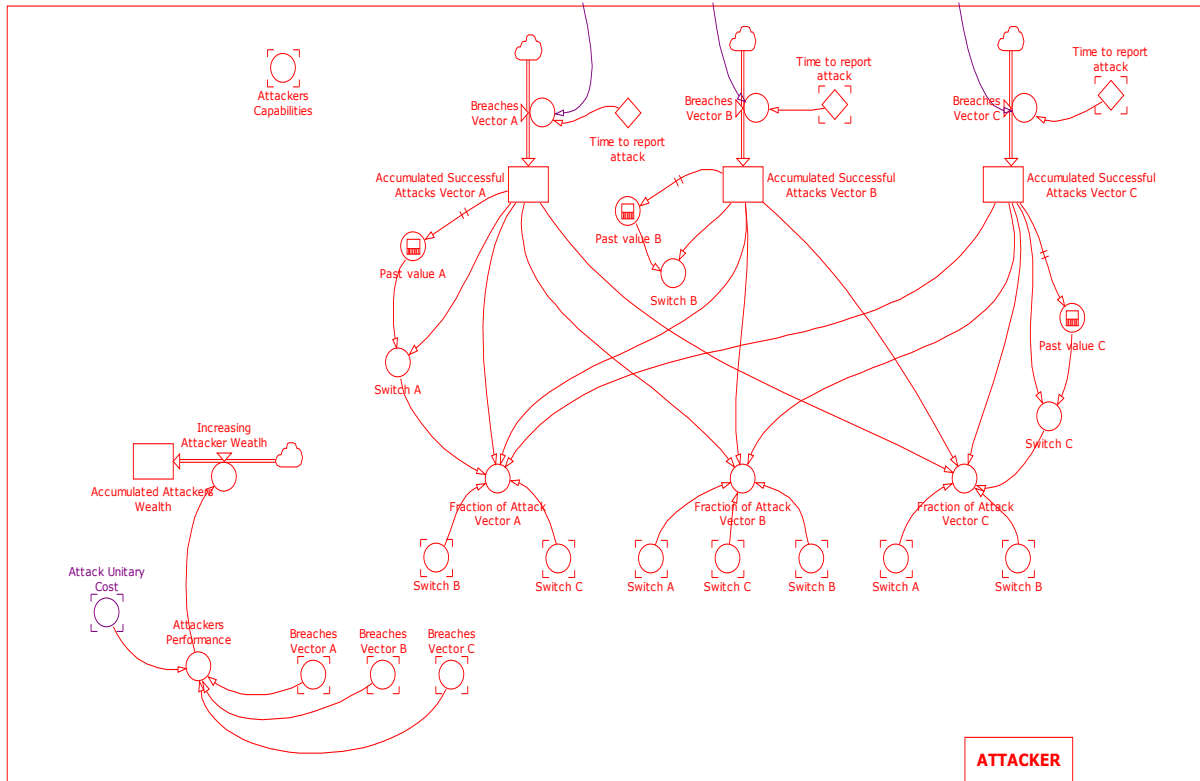 Attackers
Capabilities
Breaches
Vector A
Time to report
attack
Breaches
Vector B
Time to report
attack
Breaches
Vector C
Time to report
attack
Accumulated Successful
Attacks Vector A
Accumulated Successful
Attacks Vector B
Accumulated Successful
Attacks Vector C
Past value A
Past value B
Switch B
Past value C
Switch A
Switch C
Increasing
Attacker Weatlh
Accumulated Attackers
Wealth
Fraction of Attack
Vector A
Fraction of Attack
Vector B
Fraction of Attack
Vector C
Switch B
Switch C
Switch A
Switch C
Switch B
Switch A
Switch B
Attack Unitary
Cost
Attackers
Performance
Breaches
Vector A
Breaches
Vector B
Breaches
Vector C
ATTACKER